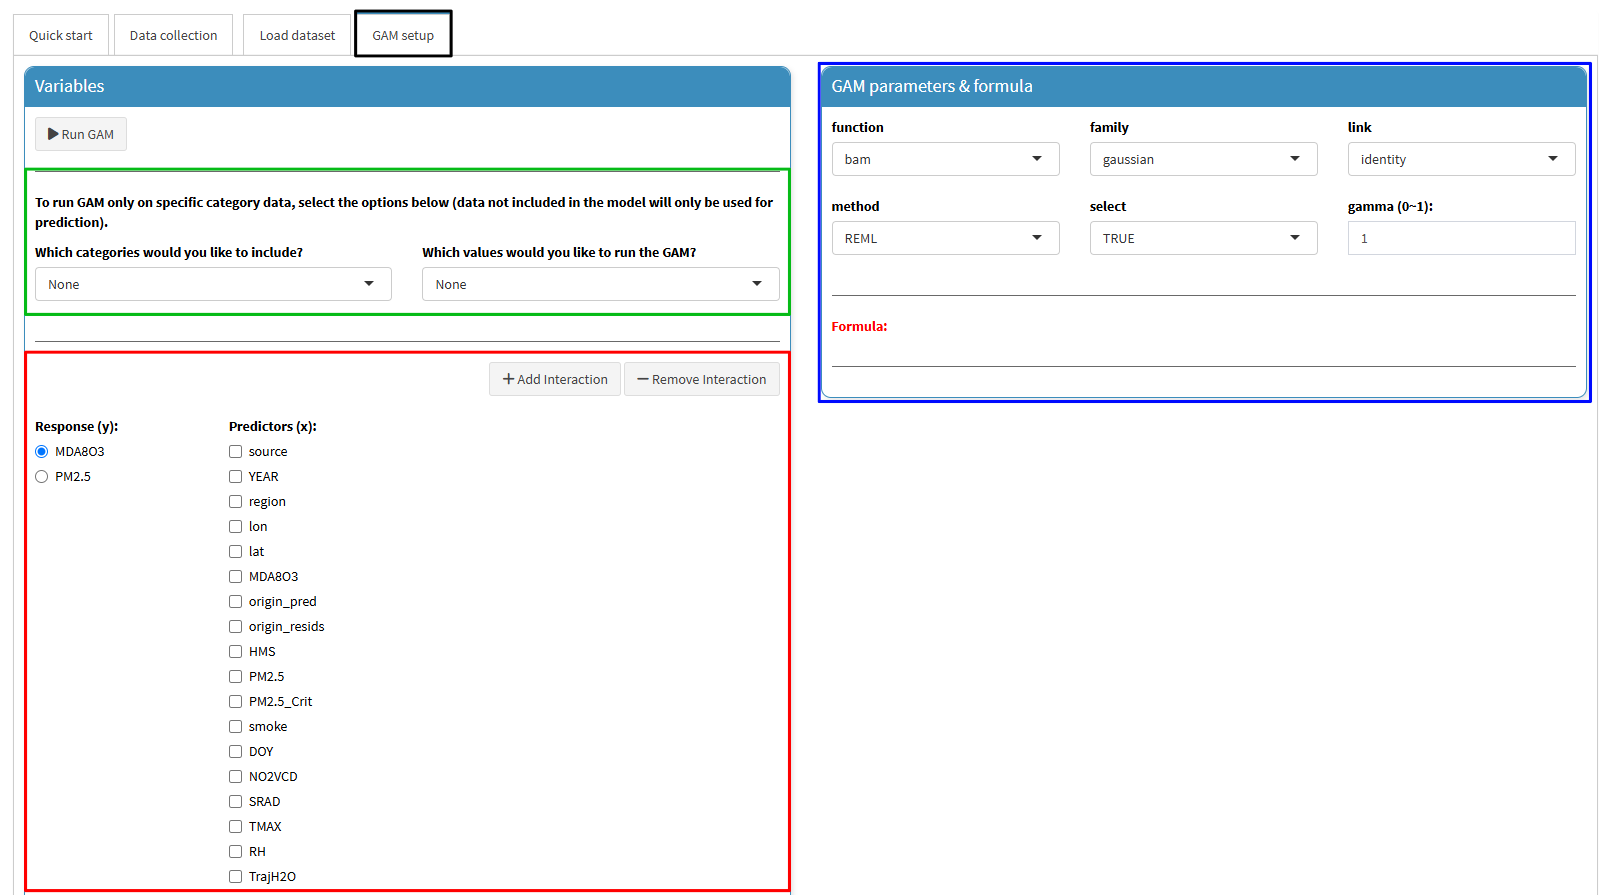 Quick start
Data collection
Load dataset
GAM setup
Variables
Run GAM
To run GAM only on specific category data, select the options below (data not included in the model will only be used for
prediction).
Which categories would you like to include?
Which values would you like to run the GAM?
None
None
Add Interaction
Remove Interaction
Response (y):
MDA8O3
PM2.5
Predictors (x):
source
YEAR
region
lon
lat
MDA8O3
origin_pred
origin_resids
HMS
PM2.5
PM2.5_Crit
smoke
DOY
NO2VCD
SRAD
TMAX
RH
TrajH2O
GAM parameters & formula
function
family
link
bam
gaussian
identity
method
select
gamma (0~1):
REML
TRUE
1
Formula: